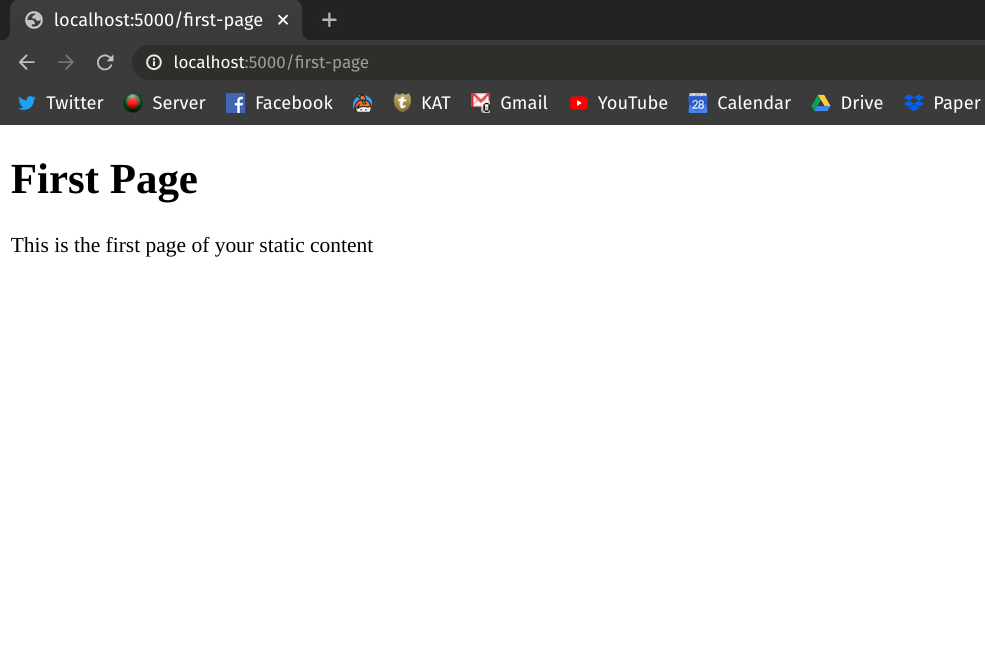 localhost:5000/first-page
localhost:5000/first-page
Twitter Server Facebook KAT Gmail YouTube 28 Calendar Drive Paper
First Page
This is the first page of your static content